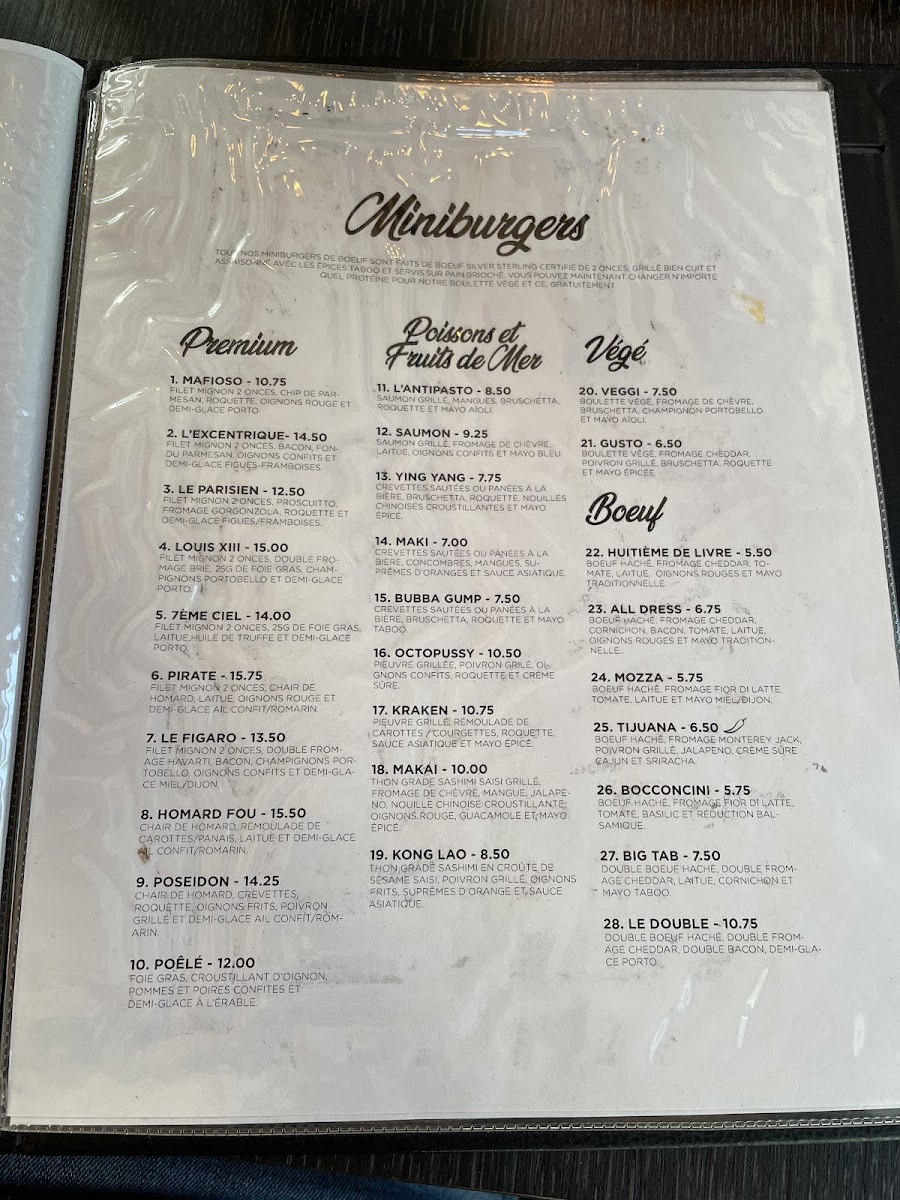 Miniburgers
TOUS NOS MINIBURGERS DE BOEUF SONT FAITS DE BOEUF SILVER STERLING CERTIFIÉ DE 2 ONCES, GRILLÉ BIEN CUIT ET
ASSAISONNÉ AVEC LES ÉPICES TABOO ET SERVIS SUR PAIN BRIOCHÉ. VOUS POUVEZ MAINTENANT CHANGER N'IMPORTE
QUEL PROTÉINE POUR NOTRE BOULETTE VÉGÉ ET CE, GRATUITEMENT.
Premium
1. MAFIOSO - 10.75
FILET MIGNON 2 ONCES, CHIP DE PAR-
MESAN, ROQUETTE, OIGNONS ROUGE ET
DEMI-GLACE PORTO.
2. L'EXCENTRIQUE- 14.50
FILET MIGNON 2 ONCES, BACON, FON-
DU PARMESAN, OIGNONS CONFITS ET
DEMI-GLACE FIGUES-FRAMBOISES.
3. LE PARISIEN - 12.50
FILET MIGNON 2 ONCES, PROSCUITTO,
FROMAGE GORGONZOLA, ROQUETTE ET
DEMI-GLACE FIGUES/FRAMBOISES.
4. LOUIS XIII - 15.00
FILET MIGNON 2 ONCES, DOUBLE FRO-
MAGE BRIE, 25G DE FOIE GRAS, CHAM-
PIGNONS PORTOBELLO ET DEMI-GLACE
PORTO.
5. 7ÈME CIEL - 14.00
FILET MIGNON 2 ONCES, 25G DE FOIE GRAS,
LAITUE,HUILE DE TRUFFE ET DEMI-GLACE
PORTO.
6. PIRATE - 15.75
FILET MIGNON 2 ONCES, CHAIR DE
HOMARD, LAITUE, OIGNONS ROUGE ET
DEMI-GLACE AIL CONFIT/ROMARIN.
7. LE FIGARO - 13.50
FILET MIGNON 2 ONCES, DOUBLE FROM-
AGE HAVARTI, BACON, CHAMPIGNONS POR-
TOBELLO, OIGNONS CONFITS ET DEMI-GLA-
CE MIEL/DIJON.
8. HOMARD FOU - 15.50
CHAIR DE HOMARD, RÉMOULADE DE
CAROTTES/PANAIS, LAITUE ET DEMI-GLACE
AIL CONFIT/ROMARIN.
9. POSEIDON - 14.25
CHAIR DE HOMARD, CREVETTES,
ROQUETTE, OIGNONS FRITS, POIVRON
GRILLÉ ET DEMI-GLACE AIL CONFIT/ROM-
ARIN.
10. POÊLÉ - 12.00
FOIE GRAS, CROUSTILLANT D'OIGNON,
POMMES ET POIRES CONFITES ET
DEMI-GLACE À L'ÉRABLE.
Poissons et
Fruits de Mer
11. L'ANTIPASTO - 8.50
SAUMON GRILLÉ, MANGUES, BRUSCHETTA,
ROQUETTE ET MAYO AÏOLI.
12. SAUMON - 9.25
SAUMON GRILLÉ, FROMAGE DE CHÈVRE,
LAITUE, OIGNONS CONFITS ET MAYO BLEU.
13. YING YANG - 7.75
CREVETTES SAUTÉES OU PANÉES À LA
BIÈRE, BRUSCHETTA, ROQUETTE, NOUILLES
CHINOISES CROUSTILLANTES ET MAYO
ÉPICÉ.
14. MAKI - 7.00
CREVETTES SAUTÉES OU PANÉES À LA
BIÈRE, CONCOMBRES, MANGUES, SU-
PRÊMES D'ORANGES ET SAUCE ASIATIQUE.
15. BUBBA GUMP - 7.50
CREVETTES SAUTÉES OU PANÉES À LA
BIÈRE, BRUSCHETTA, ROQUETTE ET MAYO
TABOO.
16. OCTOPUSSY - 10.50
PIEUVRE GRILLÉE, POIVRON GRILÉ, OI-
GNONS CONFITS, ROQUETTE ET CRÈME
SÛRE.
17. KRAKEN - 10.75
PIEUVRE GRILLÉ, RÉMOULADE DE
CAROTTES / COURGETTES, ROQUETTE,
SAUCE ASIATIQUE ET MAYO ÉPICÉ.
18. MAKAI - 10.00
THON GRADE SASHIMI SAISI GRILLÉ,
FROMAGE DE CHÈVRE, MANGUE, JALAPE-
NO, NOUILLE CHINOISE CROUSTILLANTE,
OIGNONS ROUGE, GUACAMOLE ET MAYO
ÉPICE.
19. KONG LAO - 8.50
THON GRADE SASHIMI EN CROÛTE DE
SÉSAME SAISI, POIVRON GRILLÉ, OIGNONS
FRITS, SUPRÊMES D'ORANGE ET SAUCE
ASIATIQUE.
Végé
20. VEGGI - 7.50
BOULETTE VÉGÉ, FROMAGE DE CHÈVRE,
BRUSCHETTA, CHAMPIGNON PORTOBELLO
ET MAYO AÏOLI.
21. GUSTO - 6.50
BOULETTE VÉGÉ, FROMAGE CHEDDAR,
POIVRON GRILLÉ, BRUSCHETTA, ROQUETTE
ET MAYO ÉPICÉE.
Boeuf
22. HUITIÈME DE LIVRE - 5.50
BOEUF HACHÉ, FROMAGE CHEDDAR, TO-
MATE, LAITUE, OIGNONS ROUGES ET MAYO
TRADITIONNELLE.
23. ALL DRESS - 6.75
BOEUF HACHÉ, FROMAGE CHEDDAR,
CORNICHON, BACON, TOMATE, LAITUE,
OIGNONS ROUGES ET MAYO TRADITION-
NELLE..
24. MOZZA - 5.75
BOEUF HACHÉ, FROMAGE FIOR DI LATTE,
TOMATE, LAITUE ET MAYO MIEL/DIJON.
25. TIJUANA - 6.50
BOEUF HACHÉ, FROMAGE MONTEREY JACK,
POIVRON GRILLÉ, JALAPENO, CRÈME SÛRE
CAJUN ET SRIRACHA.
26. BOCCONCINI - 5.75
BOEUF HACHÉ, FROMAGE FIOR DI LATTE,
TOMATE, BASILIC ET RÉDUCTION BAL-
SAMIQUE.
27. BIG TAB - 7.50
DOUBLE BOEUF HACHÉ, DOUBLE FROM-
AGE CHEDDAR, LAITUE, CORNICHON ET
MAYO TABOO.
28. LE DOUBLE - 10.75
DOUBLE BOEUF HACHÉ, DOUBLE FROM-
AGE CHEDDAR, DOUBLE BACON, DEMI-GLA-
CE PORTO.